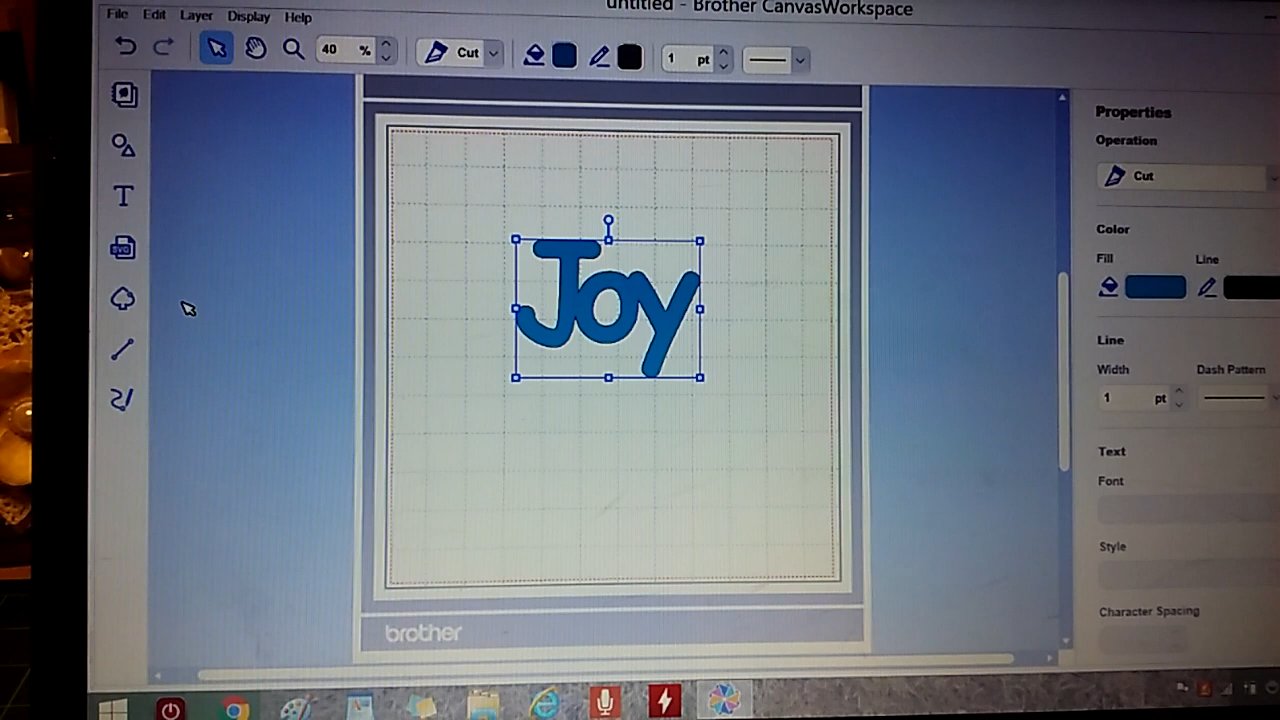 untitled - Brother CanvasWorkspace
File Edit Layer Display Help
40 % Cut 1 pt
Properties
Operation
Cut
Color
Fill Line
Joy
SVG
Line
Width Dash Pattern
1 pt
Text
Font
Style
Character Spacing
brother